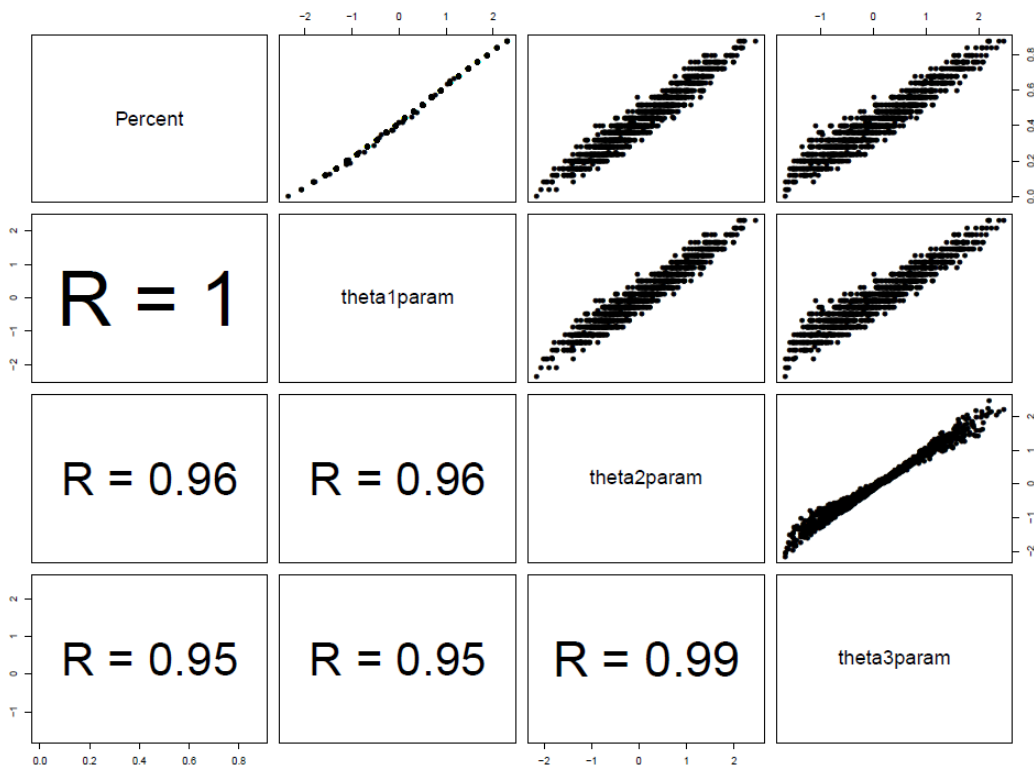 -2 -1 0 1 2
-1 0 1 2
Percent
0.0 0.2 0.4 0.6 0.8
-2 -1 0 1 2
R = 1
theta1param
R = 0.96
R = 0.96
theta2param
-2 -1 0 1 2
-1 0 1 2
R = 0.95
R = 0.95
R = 0.99
theta3param
0.0 0.2 0.4 0.6 0.8
-2 -1 0 1 2